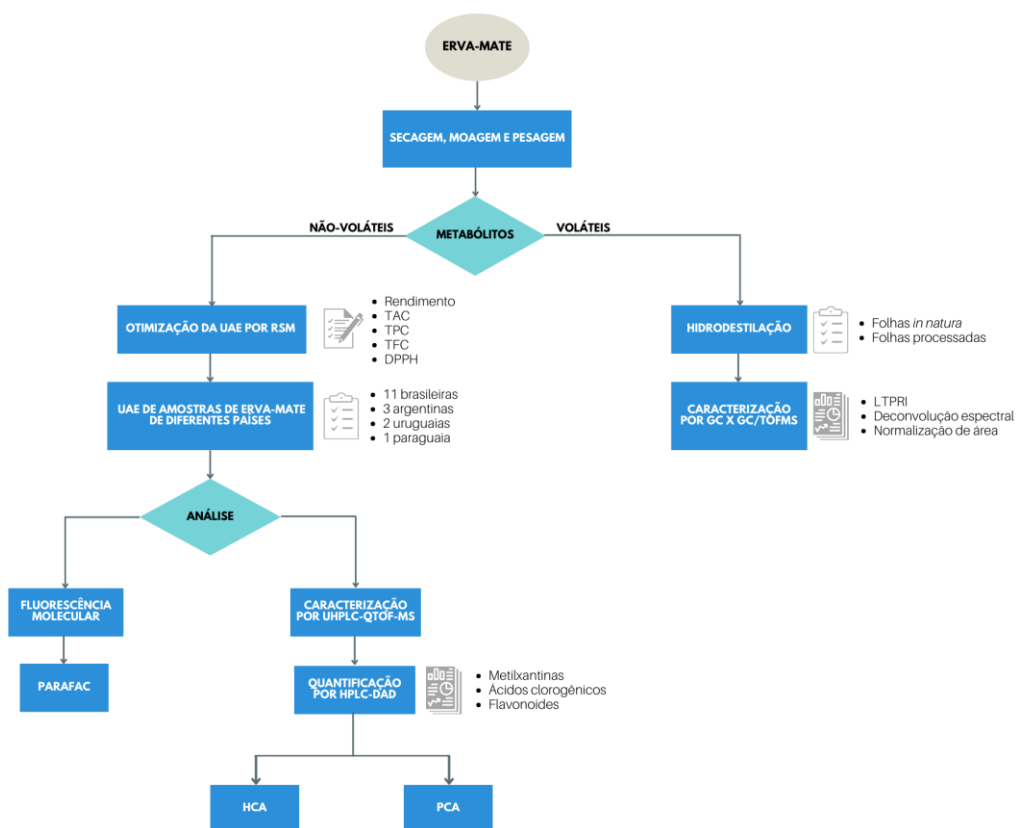 ERVA-MATE
SECAGEM, MOAGEM E PESAGEM
METABÓLITOS
NÃO-VOLÁTEIS
VOLÁTEIS
OTIMIZAÇÃO DA UAE POR RSM
• Rendimento
• TAC
• TPC
• TFC
• DPPH
UAE DE AMOSTRAS DE ERVA-MATE
DE DIFERENTES PAÍSES
• 11 brasileiras
• 3 argentinas
• 2 uruguaias
• 1 paraguaia
HIDRODESTILAÇÃO
• Folhas in natura
• Folhas processadas
CARACTERIZAÇÃO
POR GC X GC/TOFMS
• LTPRI
• Deconvolução espectral
• Normalização de área
ANÁLISE
FLUORESCÊNCIA
MOLECULAR
PARAFAC
CARACTERIZAÇÃO
POR UHPLC-QTOF-MS
QUANTIFICAÇÃO
POR HPLC-DAD
• Metilxantinas
• Ácidos clorogênicos
• Flavonoides
HCA
PCA